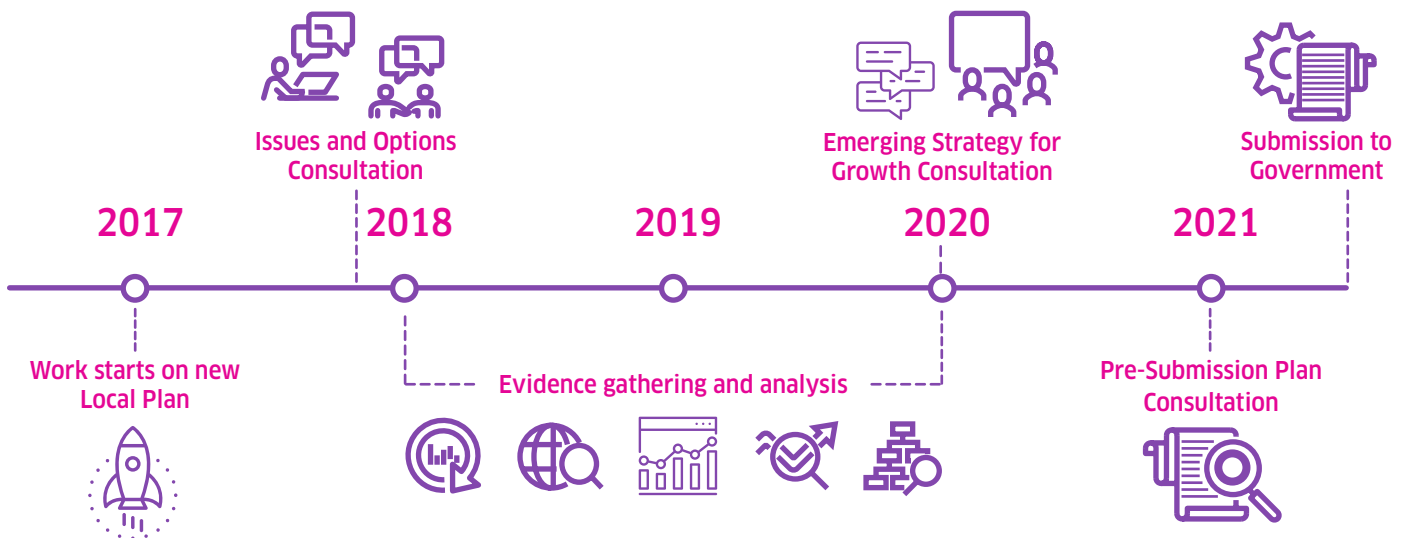 Issues and Options
Consultation
Emerging Strategy for
Growth Consultation
Submission to
Government
2017
2018
2019
2020
2021
Work starts on new
Local Plan
Evidence gathering and analysis
Pre-Submission Plan
Consultation